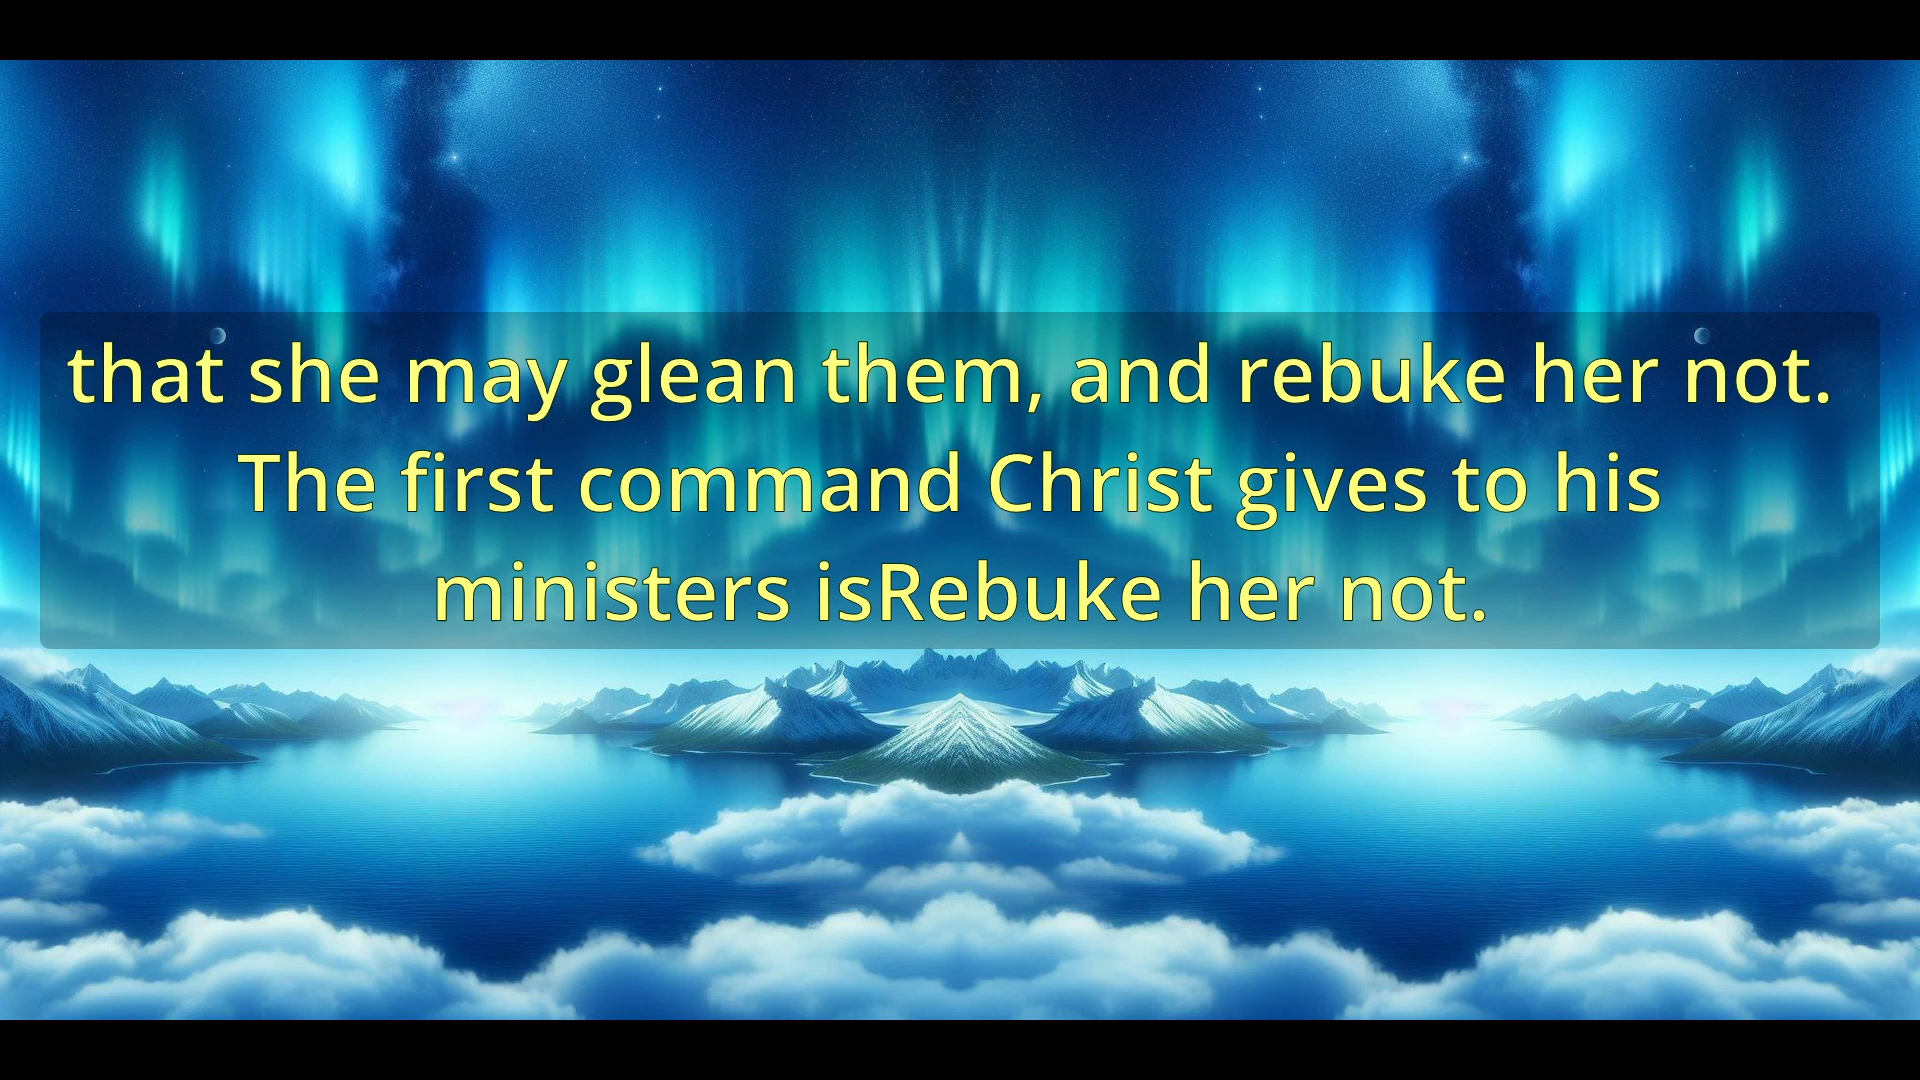 that she may glean them, and rebuke her not.
The first command Christ gives to his
ministers isRebuke her not.